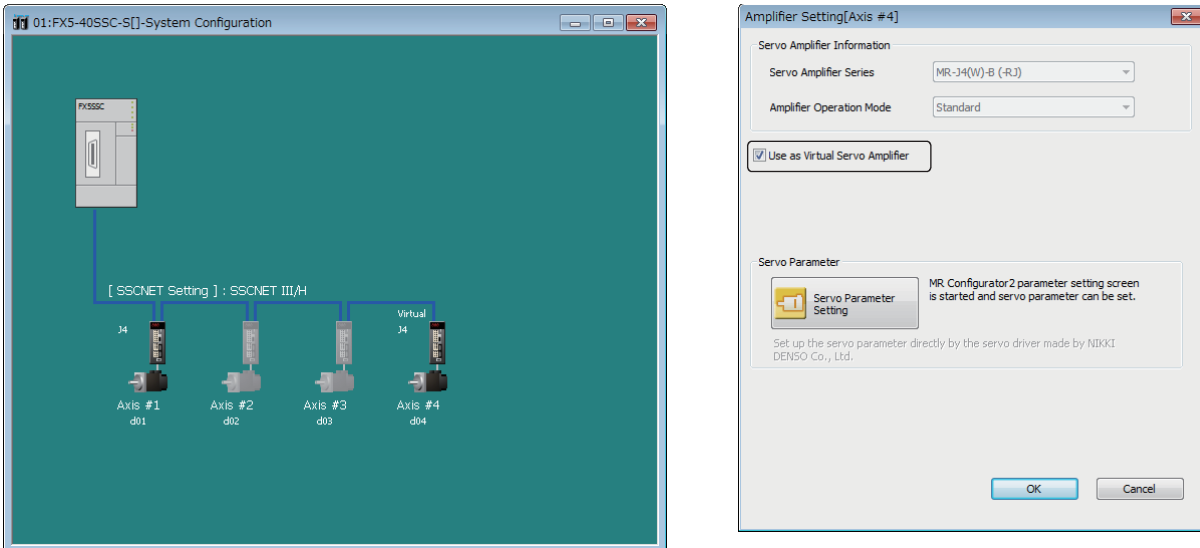 01:FX5-40SSC-S[]-System Configuration
FX5SSC
[ SSCNET Setting ] : SSCNET III/H
Virtual
J4
J4
Axis #1
Axis #2
Axis #3
Axis #4
d01
d02
d03
d04
Amplifier Setting[Axis #4]
Servo Amplifier Information
Servo Amplifier Series
MR-J4(W)-B (-RJ)
Amplifier Operation Mode
Standard
Use as Virtual Servo Amplifier
Servo Parameter
Servo Parameter
Setting
MR Configurator2 parameter setting screen
is started and servo parameter can be set.
Set up the servo parameter directly by the servo driver made by NIKKI
DENSO Co., Ltd.
OK
Cancel